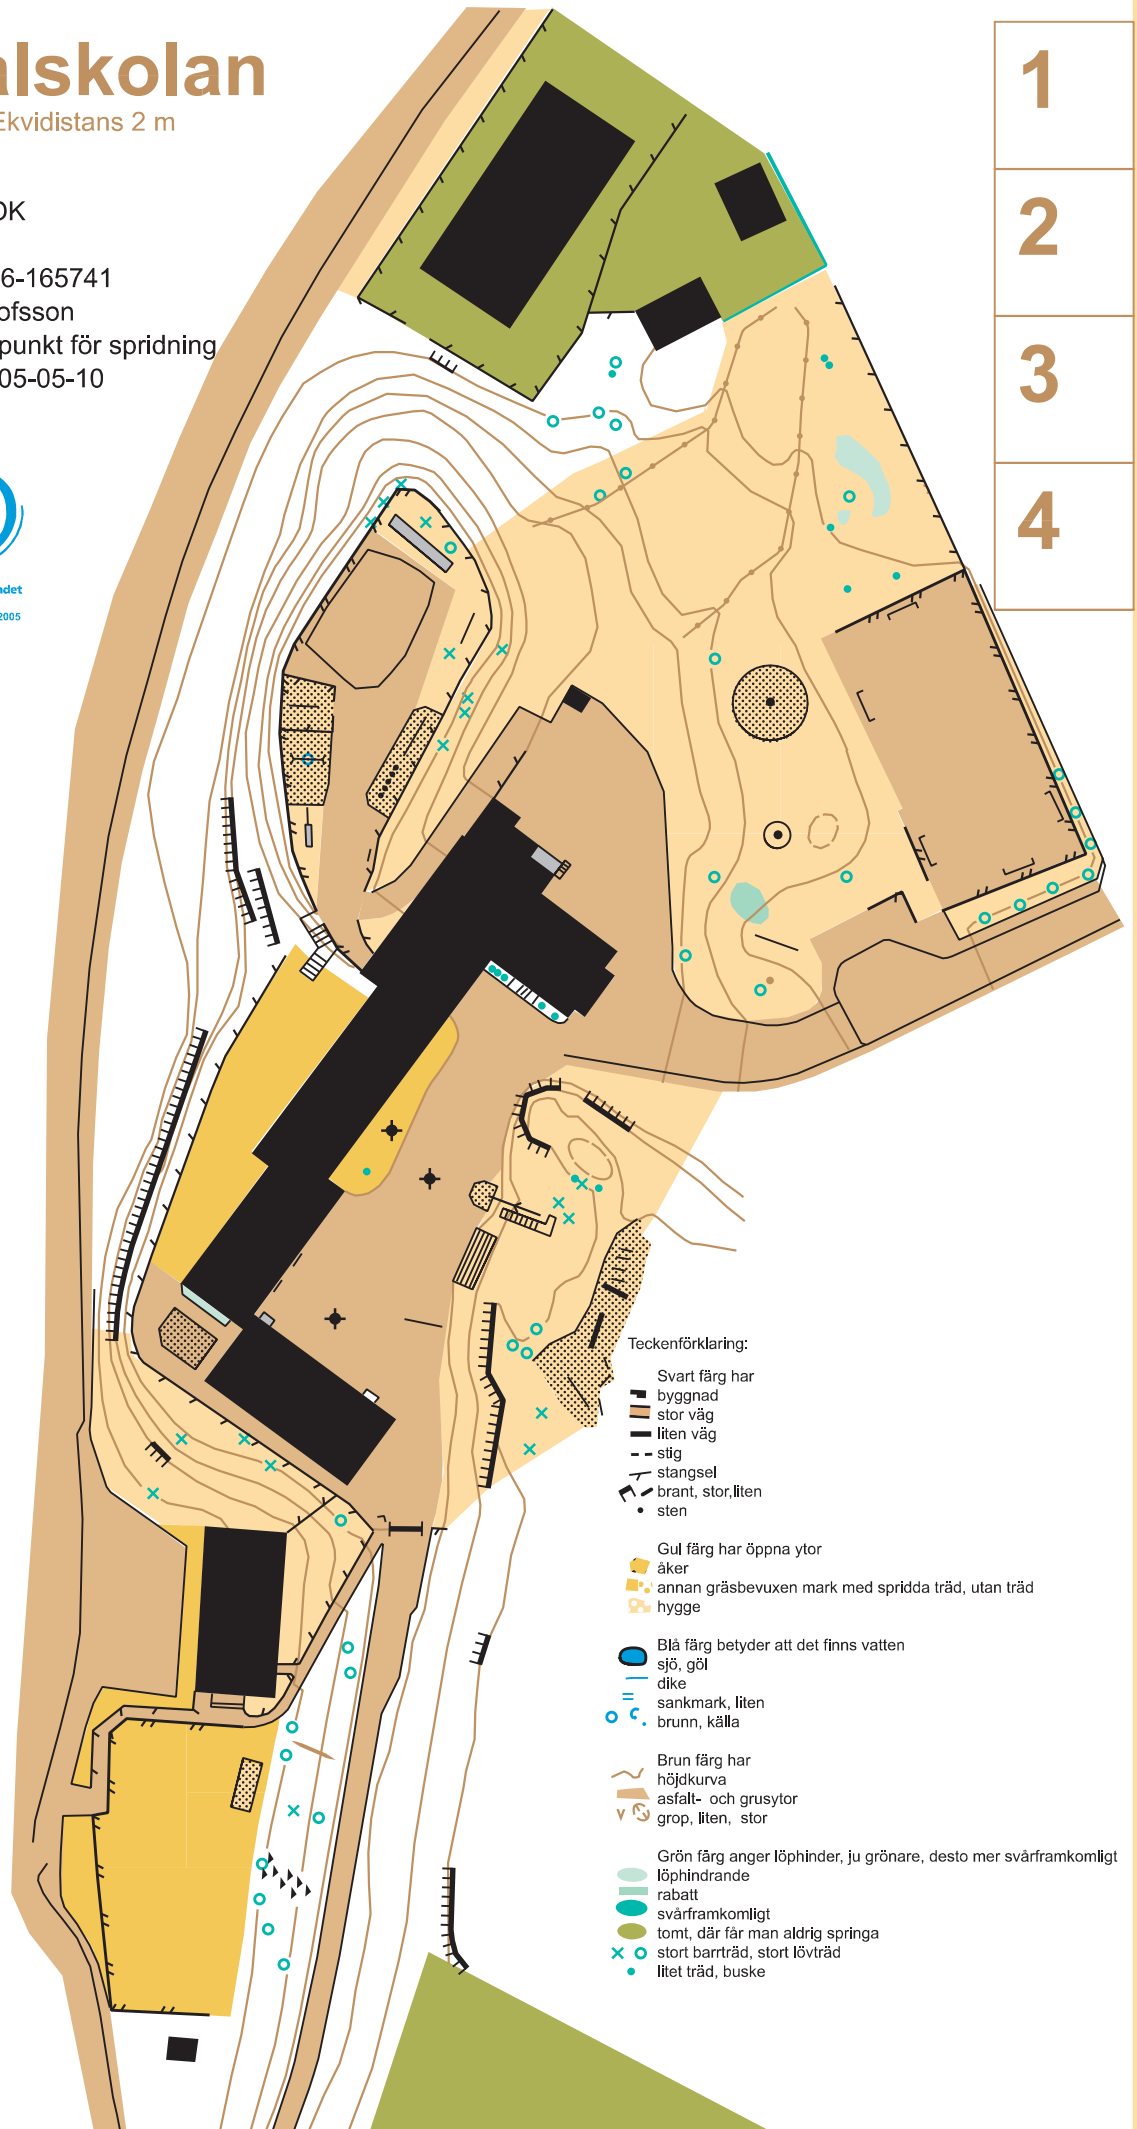 alskolan
Ekvidistans 2 m
OK
6-165741
ofsson
punkt för spridning
05-05-10
ndet
2005
1
2
3
4
Teckenförklaring:
Svart färg har
byggnad
stor väg
liten väg
stig
stangsel
brant, stor,liten
sten
Gul färg har öppna ytor
åker
annan gräsbevuxen mark med spridda träd, utan träd
hygge
Blå färg betyder att det finns vatten
sjö, göl
dike
sankmark, liten
brunn, källa
Brun färg har
höjdkurva
asfalt- och grusytor
grop, liten, stor
Grön färg anger löphinder, ju grönare, desto mer svårframkomligt
löphindrande
rabatt
svårframkomligt
tomt, där får man aldrig springa
stort barrträd, stort lövträd
litet träd, buske